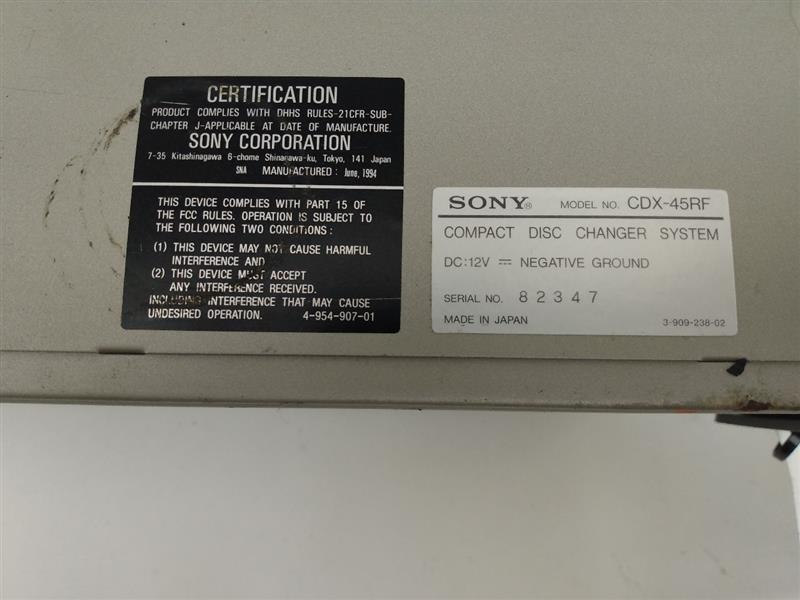 CERTIFICATION
PRODUCT COMPLIES WITH DHHS RULES-21CFR-SUB-
CHAPTER J-APPLICABLE AT DATE OF MANUFACTURE.
SONY CORPORATION
7-35 Kitashinagawa 6-chome Shinagawa-ku, Tokyo, 141 Japan
SNA MANUFACTURED: June, 1994
THIS DEVICE COMPLIES WITH PART 15 OF
THE FCC RULES. OPERATION IS SUBJECT TO
THE FOLLOWING TWO CONDITIONS:
(1) THIS DEVICE MAY NOT CAUSE HARMFUL
INTERFERENCE AND
(2) THIS DEVICE MUST ACCEPT
ANY INTERFERENCE RECEIVED.
INCLUDING INTERFERENCE THAT MAY CAUSE
UNDESIRED OPERATION. 4-954-907-01
SONY® MODEL NO. CDX-45RF
COMPACT DISC CHANGER SYSTEM
DC:12V ⎓ NEGATIVE GROUND
SERIAL NO. 82347
MADE IN JAPAN 3-909-238-02